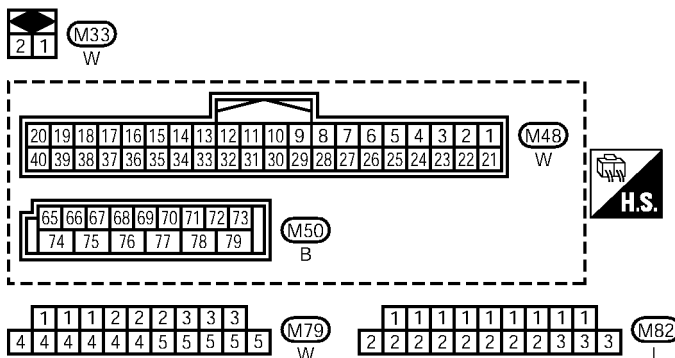 2 1 M33
W
20 19 18 17 16 15 14 13 12 11 10 9 8 7 6 5 4 3 2 1 M48
40 39 38 37 36 35 34 33 32 31 30 29 28 27 26 25 24 23 22 21 W
H.S.
65 66 67 68 69 70 71 72 73 M50
74 75 76 77 78 79 B
1 1 1 2 2 2 3 3 3 M79
4 4 4 4 4 4 5 5 5 5 5 W
1 1 1 1 1 1 1 1 1 M82
2 2 2 2 2 2 2 2 3 3 3 L